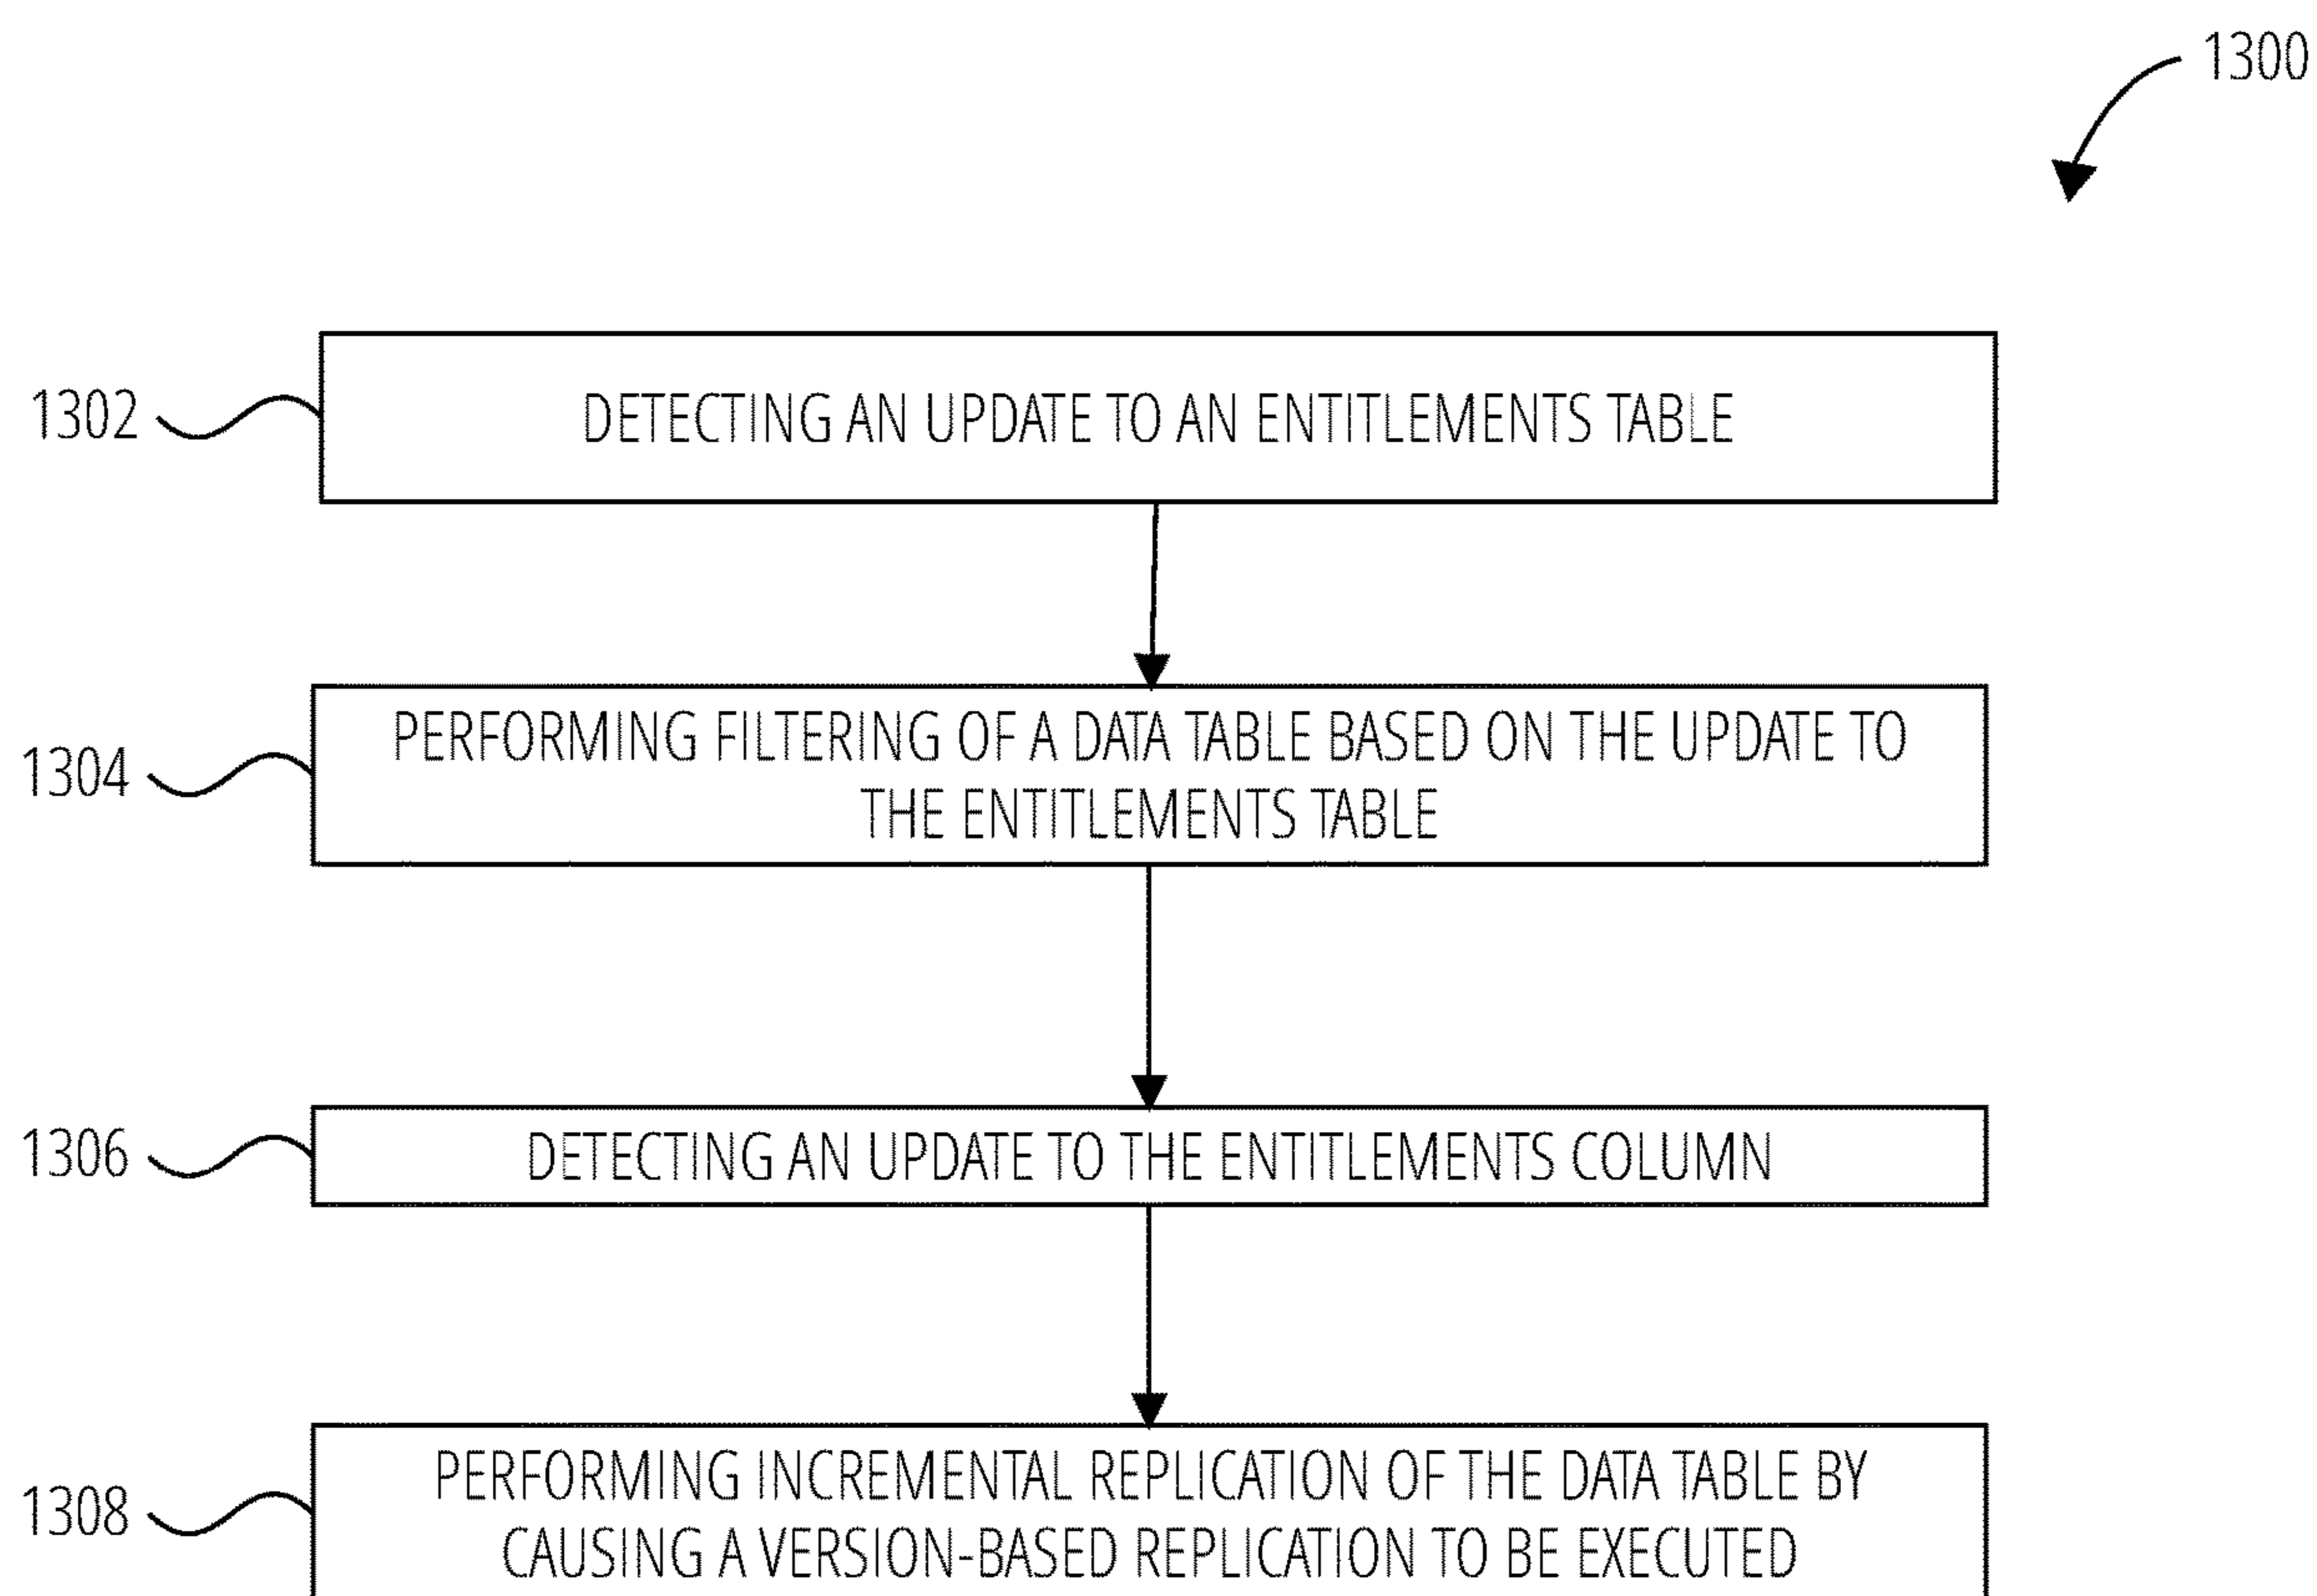 1300
1302
DETECTING AN UPDATE TO AN ENTITLEMENTS TABLE
1304
PERFORMING FILTERING OF A DATA TABLE BASED ON THE UPDATE TO
THE ENTITLEMENTS TABLE
1306
DETECTING AN UPDATE TO THE ENTITLEMENTS COLUMN
1308
PERFORMING INCREMENTAL REPLICATION OF THE DATA TABLE BY
CAUSING A VERSION-BASED REPLICATION TO BE EXECUTED